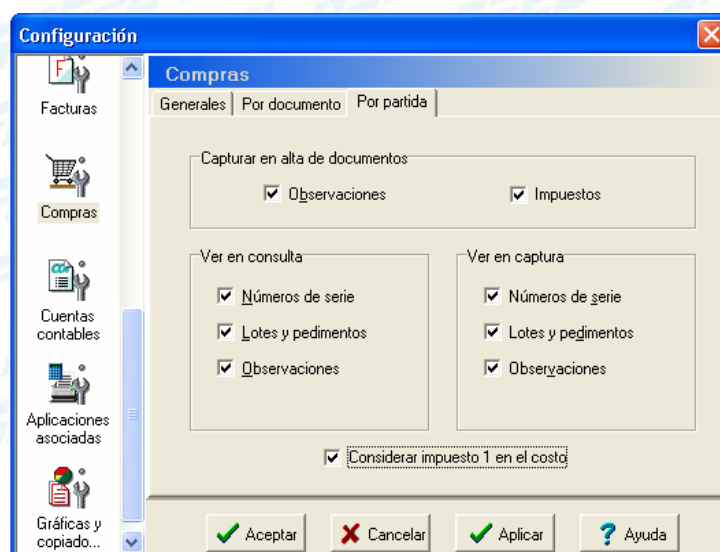 Configuración
Facturas
Compras
Cuentas
contables
Aplicaciones
asociadas
Gráficas y
copiado...
Compras
Generales
Por documento
Por partida
Capturar en alta de documentos
Observaciones
Impuestos
Ver en consulta
Números de serie
Lotes y pedimentos
Observaciones
Ver en captura
Números de serie
Lotes y pedimentos
Observaciones
Considerar impuesto 1 en el costo
Aceptar
Cancelar
Aplicar
Ayuda